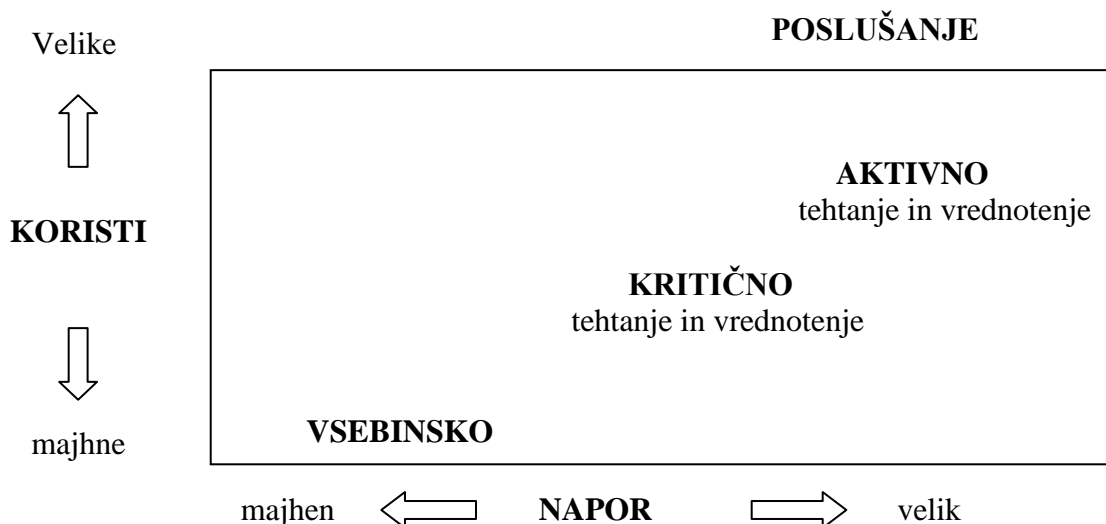 POSLUŠANJE
Velike
AKTIVNO
tehtanje in vrednotenje
KORISTI
KRITIČNO
tehtanje in vrednotenje
VSEBINSKO
majhne
majhen NAPOR velik